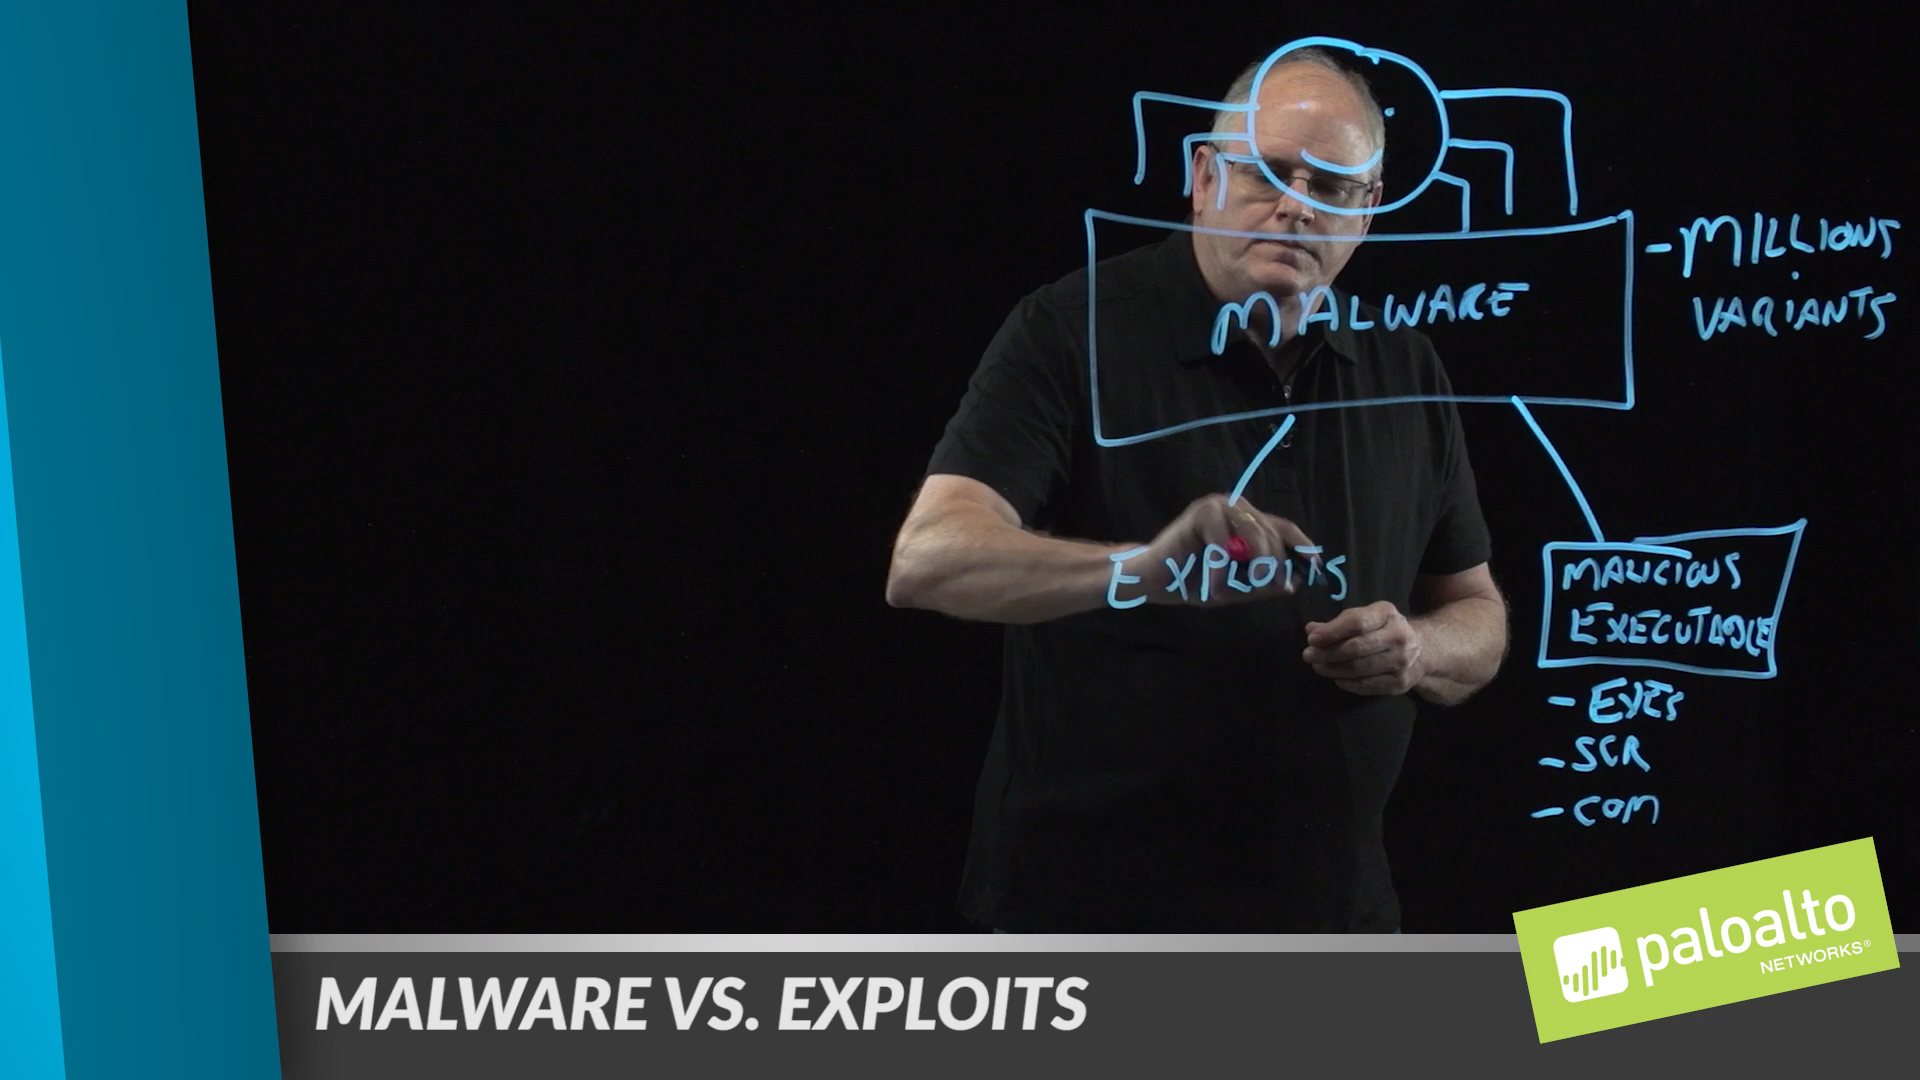 MALWARE
- MILLIONS
VARIANTS
EXPLOITS
MALICIOUS
EXECUTABLE
- EXES
- SCR
- COM
MALWARE VS. EXPLOITS
paloalto
NETWORKS®